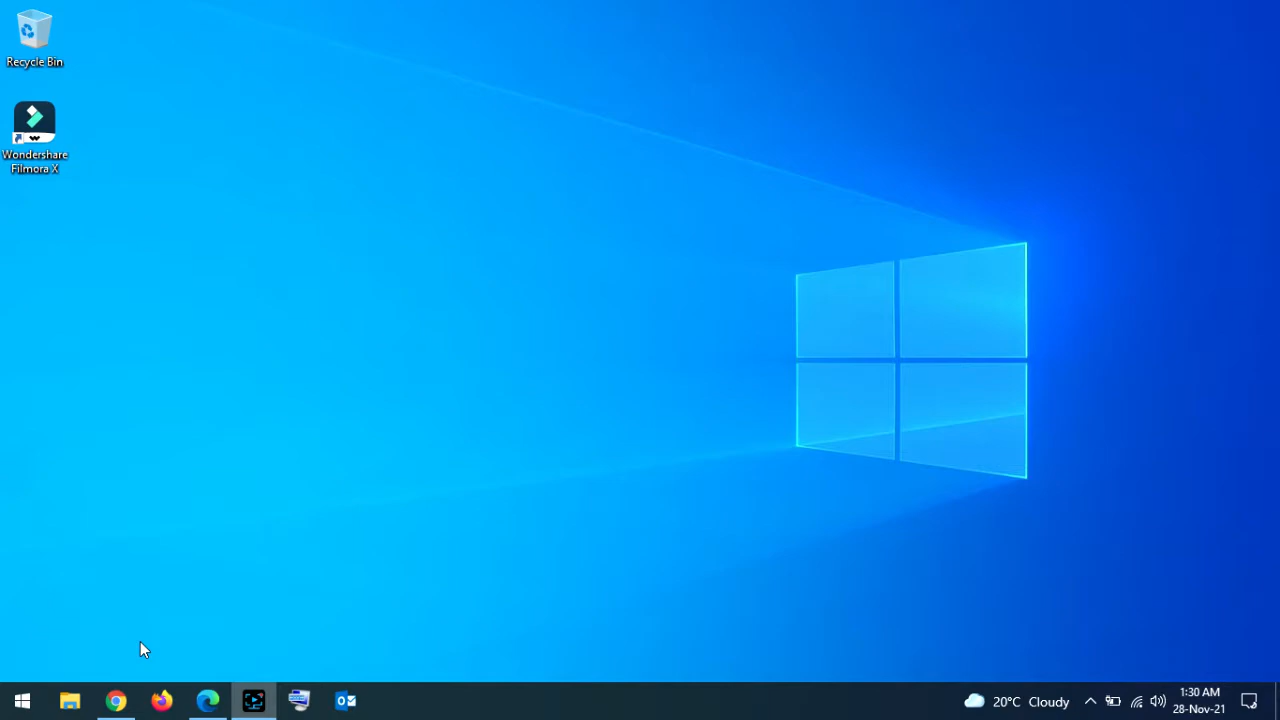 Recycle Bin
Wondershare
Filmora X
20°C Cloudy
1:30 AM
28-Nov-21